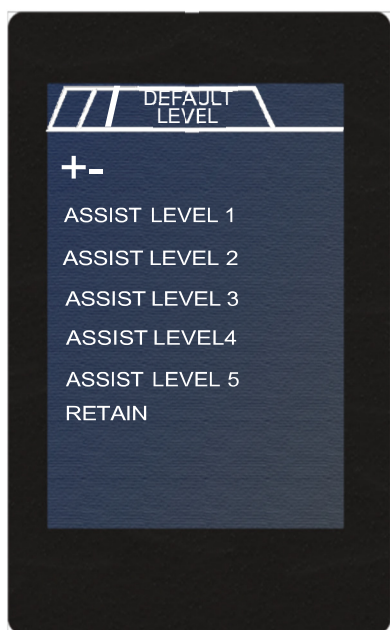 DEFAULT
LEVEL
+-
ASSIST LEVEL 1
ASSIST LEVEL 2
ASSIST LEVEL 3
ASSIST LEVEL4
ASSIST LEVEL 5
RETAIN